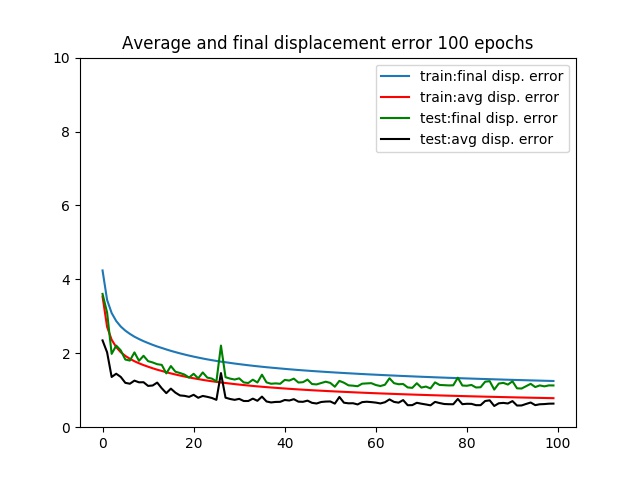 Average and final displacement error 100 epochs
10
8
6
4
2
0
train:final disp. error
train:avg disp. error
test:final disp. error
test:avg disp. error
0 20 40 60 80 100